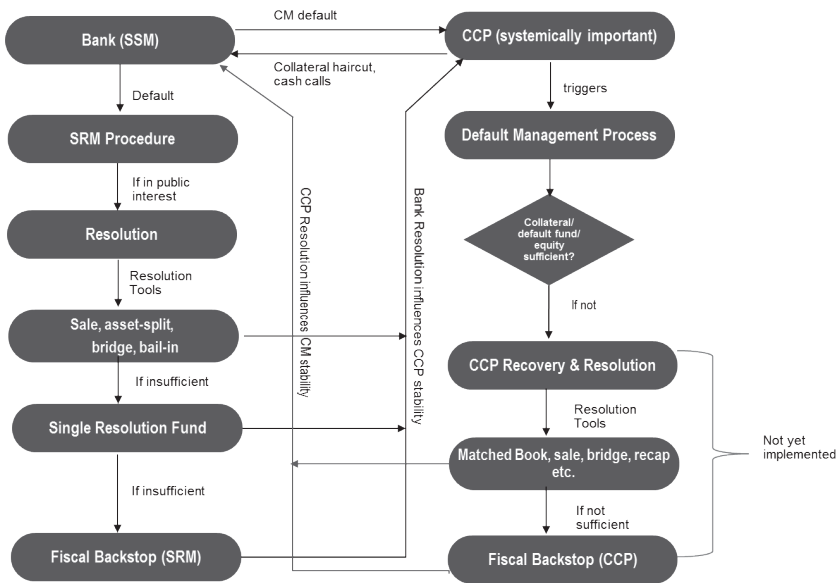 CM default
Bank (SSM)
CCP (systemically important)
Collateral haircut,
cash calls
Default
triggers
SRM Procedure
Default Management Process
If in public
interest
Resolution
Collateral/
default fund/
equity
sufficient?
Resolution
Tools
If not
Sale, asset-split,
bridge, bail-in
CCP Resolution influences CM stability
Bank Resolution influences CCP stability
CCP Recovery & Resolution
If insufficient
Resolution
Tools
Single Resolution Fund
Not yet
implemented
Matched Book, sale, bridge, recap
etc.
If insufficient
If not
sufficient
Fiscal Backstop (SRM)
Fiscal Backstop (CCP)